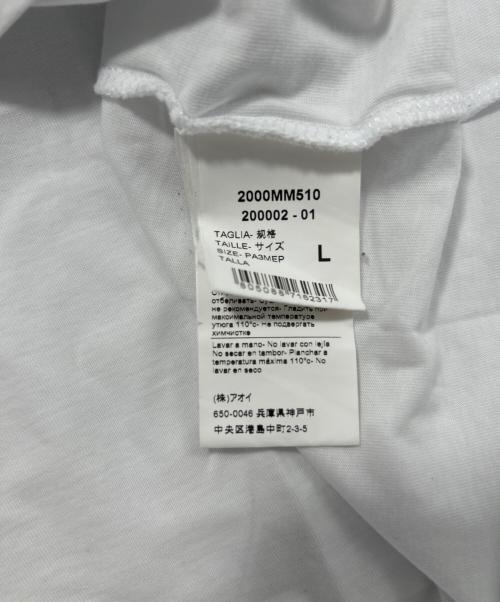 2000MM510
200002 - 01
TAGLIA- 规格
TAILLE- サイズ
SIZE- РАЗМЕР
TALLA
L
отбеливать-
не рекомендуется- Гладить при
максимальной температуре
утюга 110°c- Не подвергать
химчистке
Lavar a mano- No lavar con lejía
No secar en tambor- Planchar a
temperatura máxima 110°c- No
lavar en seco
(株)アオイ
650-0046 兵庫県神戸市
中央区港島中町2-3-5